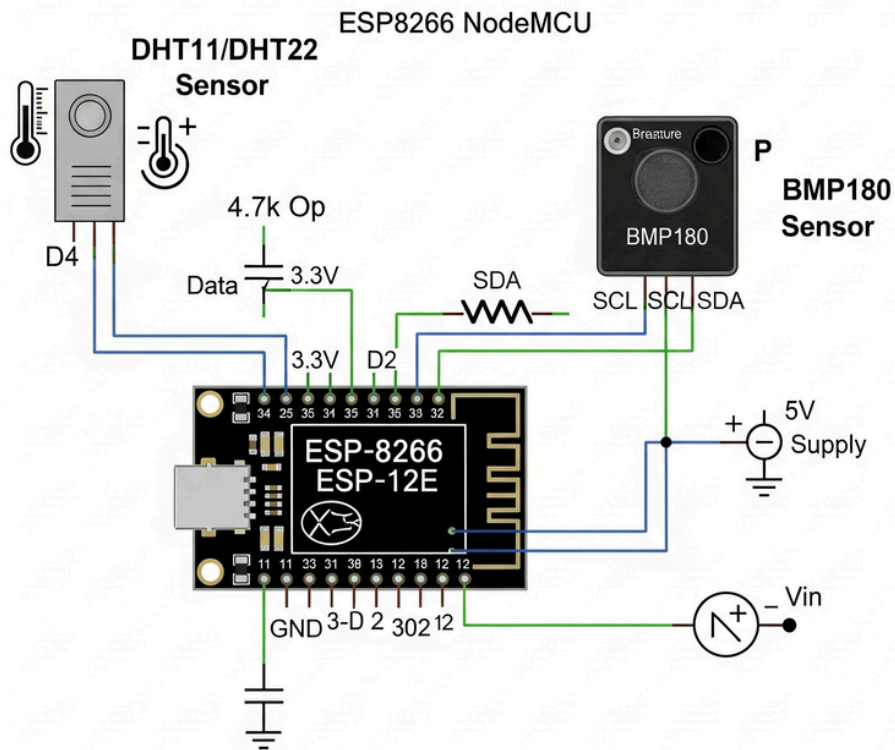 ESP8266 NodeMCU
DHT11/DHT22
Sensor
Bresture
P
BMP180
Sensor
BMP180
4.7k Op
D4
Data
3.3V
SDA
SCL SCL SDA
3.3V
D2
5V
+
Supply
34 25 35 34 35 31 36 38 32
ESP-8266
ESP-12E
11 11 33 31 38 13 12 18 12 12
GND 3-D 2 302 12
+ - Vin